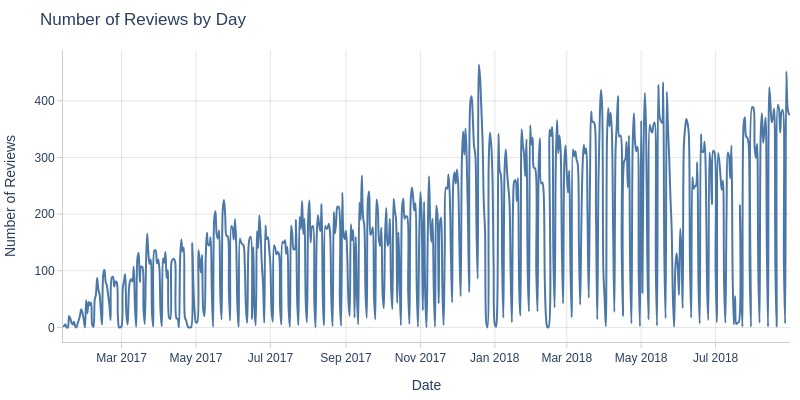 Number of Reviews by Day
Number of Reviews
400
300
200
100
0
Mar 2017 May 2017 Jul 2017 Sep 2017 Nov 2017 Jan 2018 Mar 2018 May 2018 Jul 2018
Date